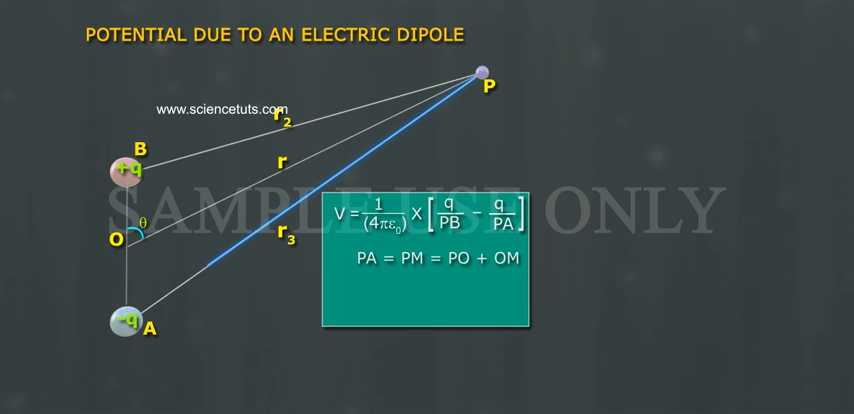 POTENTIAL DUE TO AN ELECTRIC DIPOLE
P
www.sciencetuts.com
r2
B
+q
r
SAMPLE USE ONLY
θ
O
r3
V = 1/(4πε0) X [q/PB − q/PA]
PA = PM = PO + OM
-q
A